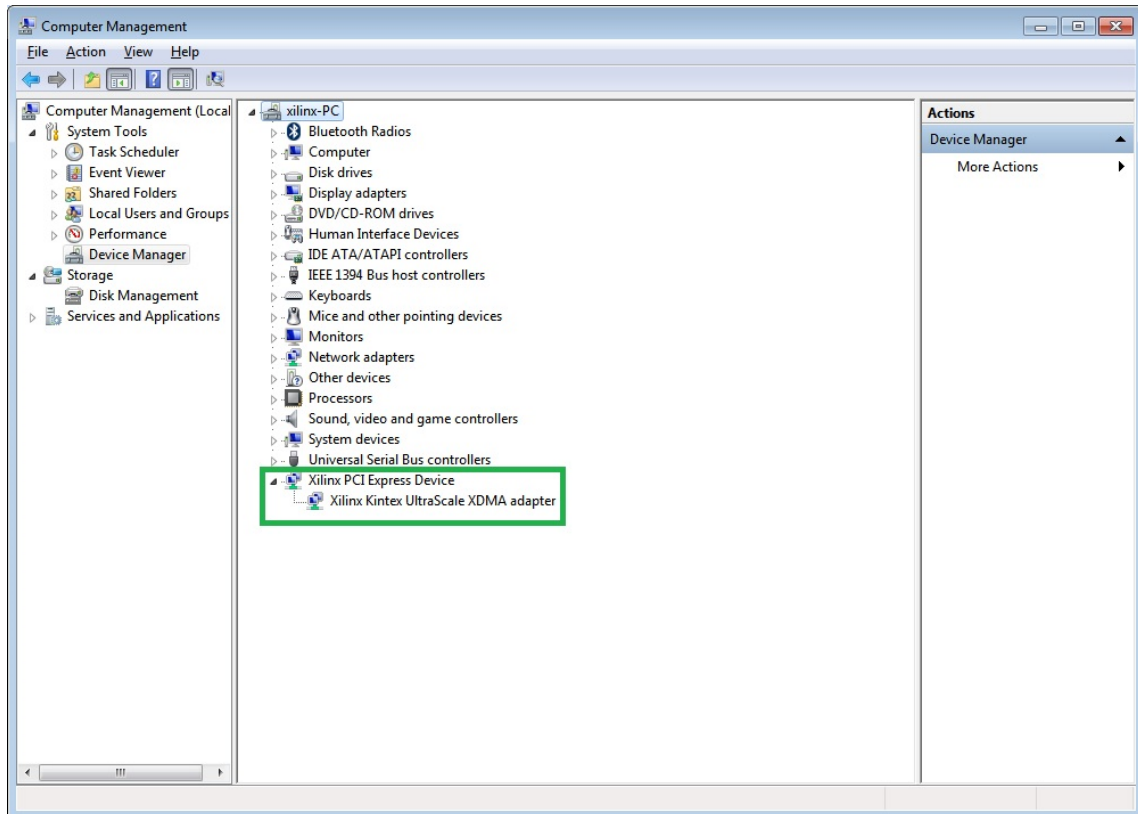 Computer Management
File Action View Help
Computer Management (Local
System Tools
Task Scheduler
Event Viewer
Shared Folders
Local Users and Groups
Performance
Device Manager
Storage
Disk Management
Services and Applications
xilinx-PC
Bluetooth Radios
Computer
Disk drives
Display adapters
DVD/CD-ROM drives
Human Interface Devices
IDE ATA/ATAPI controllers
IEEE 1394 Bus host controllers
Keyboards
Mice and other pointing devices
Monitors
Network adapters
Other devices
Processors
Sound, video and game controllers
System devices
Universal Serial Bus controllers
Xilinx PCI Express Device
Xilinx Kintex UltraScale XDMA adapter
Actions
Device Manager
More Actions